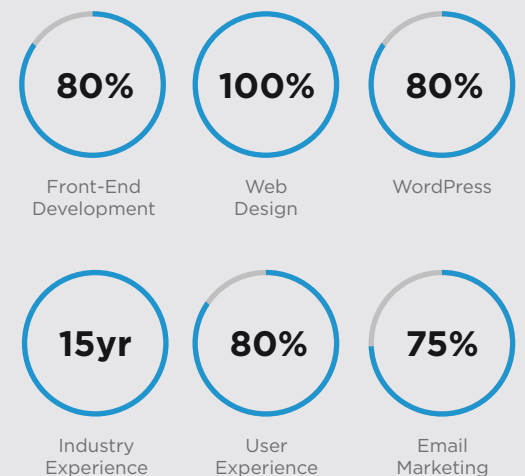 80%
100%
80%
Front-End
Development
Web
Design
WordPress
15yr
80%
75%
Industry
Experience
User
Experience
Email
Marketing